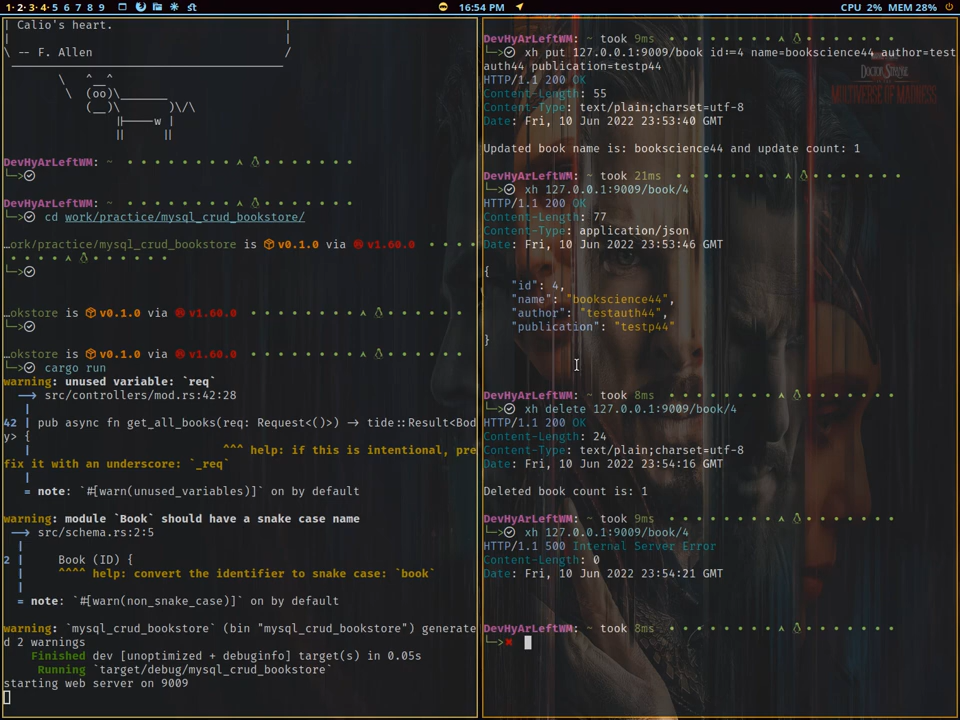 1·2·3·4·5 6 7 8 9
16:54 PM
CPU 2% MEM 28%
| Calio's heart. |
| |
\ -- F. Allen /
\ ^__^
\ (oo)\_______
(__)\ )\/\
||----w |
|| ||
DevHyArLeftWM: ~
└─>
DevHyArLeftWM: ~
└─> cd work/practice/mysql_crud_bookstore/
…ork/practice/mysql_crud_bookstore is v0.1.0 via v1.60.0
└─>
…okstore is v0.1.0 via v1.60.0
└─>
…okstore is v0.1.0 via v1.60.0
└─> cargo run
warning: unused variable: `req`
--> src/controllers/mod.rs:42:28
|
42 | pub async fn get_all_books(req: Request<()>) -> tide::Result<Bod
y> {
| ^^^ help: if this is intentional, pre
fix it with an underscore: `_req`
|
= note: `#[warn(unused_variables)]` on by default
warning: module `Book` should have a snake case name
--> src/schema.rs:2:5
|
2 | Book (ID) {
| ^^^^ help: convert the identifier to snake case: `book`
|
= note: `#[warn(non_snake_case)]` on by default
warning: `mysql_crud_bookstore` (bin "mysql_crud_bookstore") generate
d 2 warnings
Finished dev [unoptimized + debuginfo] target(s) in 0.05s
Running `target/debug/mysql_crud_bookstore`
starting web server on 9009
DevHyArLeftWM: ~ took 9ms
└─> xh put 127.0.0.1:9009/book id:=4 name=bookscience44 author=test
auth44 publication=testp44
HTTP/1.1 200 OK
Content-Length: 55
Content-Type: text/plain;charset=utf-8
Date: Fri, 10 Jun 2022 23:53:40 GMT
Updated book name is: bookscience44 and update count: 1
DevHyArLeftWM: ~ took 21ms
└─> xh 127.0.0.1:9009/book/4
HTTP/1.1 200 OK
Content-Length: 77
Content-Type: application/json
Date: Fri, 10 Jun 2022 23:53:46 GMT
{
"id": 4,
"name": "bookscience44",
"author": "testauth44",
"publication": "testp44"
}
DevHyArLeftWM: ~ took 8ms
└─> xh delete 127.0.0.1:9009/book/4
HTTP/1.1 200 OK
Content-Length: 24
Content-Type: text/plain;charset=utf-8
Date: Fri, 10 Jun 2022 23:54:16 GMT
Deleted book count is: 1
DevHyArLeftWM: ~ took 9ms
└─> xh 127.0.0.1:9009/book/4
HTTP/1.1 500 Internal Server Error
Content-Length: 0
Date: Fri, 10 Jun 2022 23:54:21 GMT
DevHyArLeftWM: ~ took 8ms
└─>✖
DOCTOR STRANGE
MULTIVERSE OF MADNESS